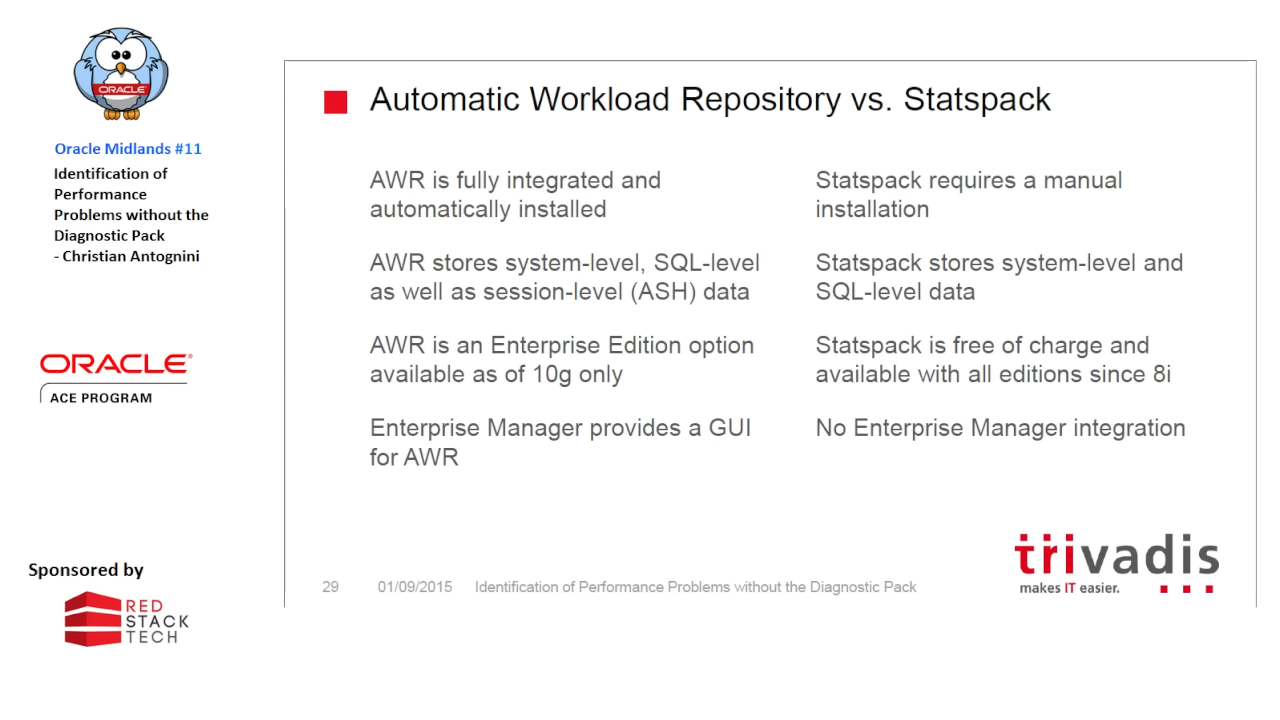 ORACLE
Oracle Midlands #11
Identification of
Performance
Problems without the
Diagnostic Pack
- Christian Antognini
ORACLE®
ACE PROGRAM
Sponsored by
RED
STACK
TECH
Automatic Workload Repository vs. Statspack
AWR is fully integrated and
automatically installed
Statspack requires a manual
installation
AWR stores system-level, SQL-level
as well as session-level (ASH) data
Statspack stores system-level and
SQL-level data
AWR is an Enterprise Edition option
available as of 10g only
Statspack is free of charge and
available with all editions since 8i
Enterprise Manager provides a GUI
for AWR
No Enterprise Manager integration
trivadis
makes IT easier.
29 01/09/2015 Identification of Performance Problems without the Diagnostic Pack